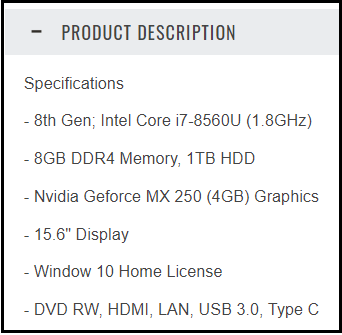 − PRODUCT DESCRIPTION
Specifications
- 8th Gen; Intel Core i7-8560U (1.8GHz)
- 8GB DDR4 Memory, 1TB HDD
- Nvidia Geforce MX 250 (4GB) Graphics
- 15.6" Display
- Window 10 Home License
- DVD RW, HDMI, LAN, USB 3.0, Type C